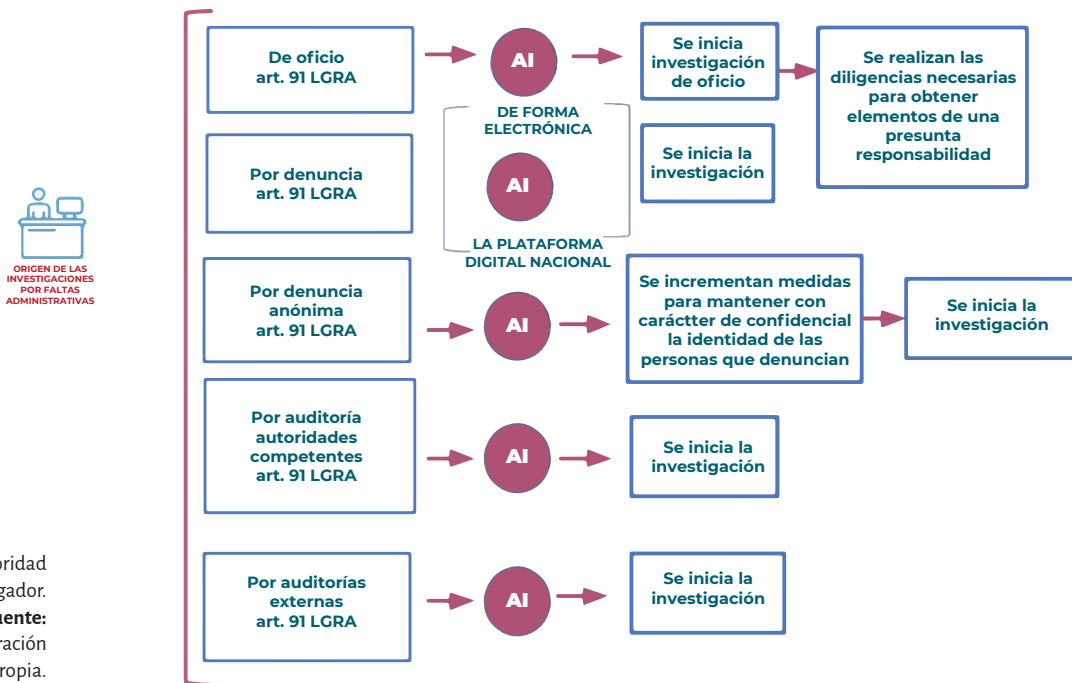 De oficio
art. 91 LGRA
AI
Se inicia
investigación
de oficio
Se realizan las
diligencias necesarias
para obtener
elementos de una
presunta
responsabilidad
DE FORMA
ELECTRÓNICA
Por denuncia
art. 91 LGRA
AI
Se inicia la
investigación
LA PLATAFORMA
DIGITAL NACIONAL
ORIGEN DE LAS
INVESTIGACIONES
POR FALTAS
ADMINISTRATIVAS
Por denuncia
anónima
art. 91 LGRA
AI
Se incrementan medidas
para mantener con
caráctter de confidencial
la identidad de las
personas que denuncian
Se inicia la
investigación
Por auditoría
autoridades
competentes
art. 91 LGRA
AI
Se inicia la
investigación
Por auditorías
externas
art. 91 LGRA
AI
Se inicia la
investigación
oridad
gador.
uente:
ración
ropia.